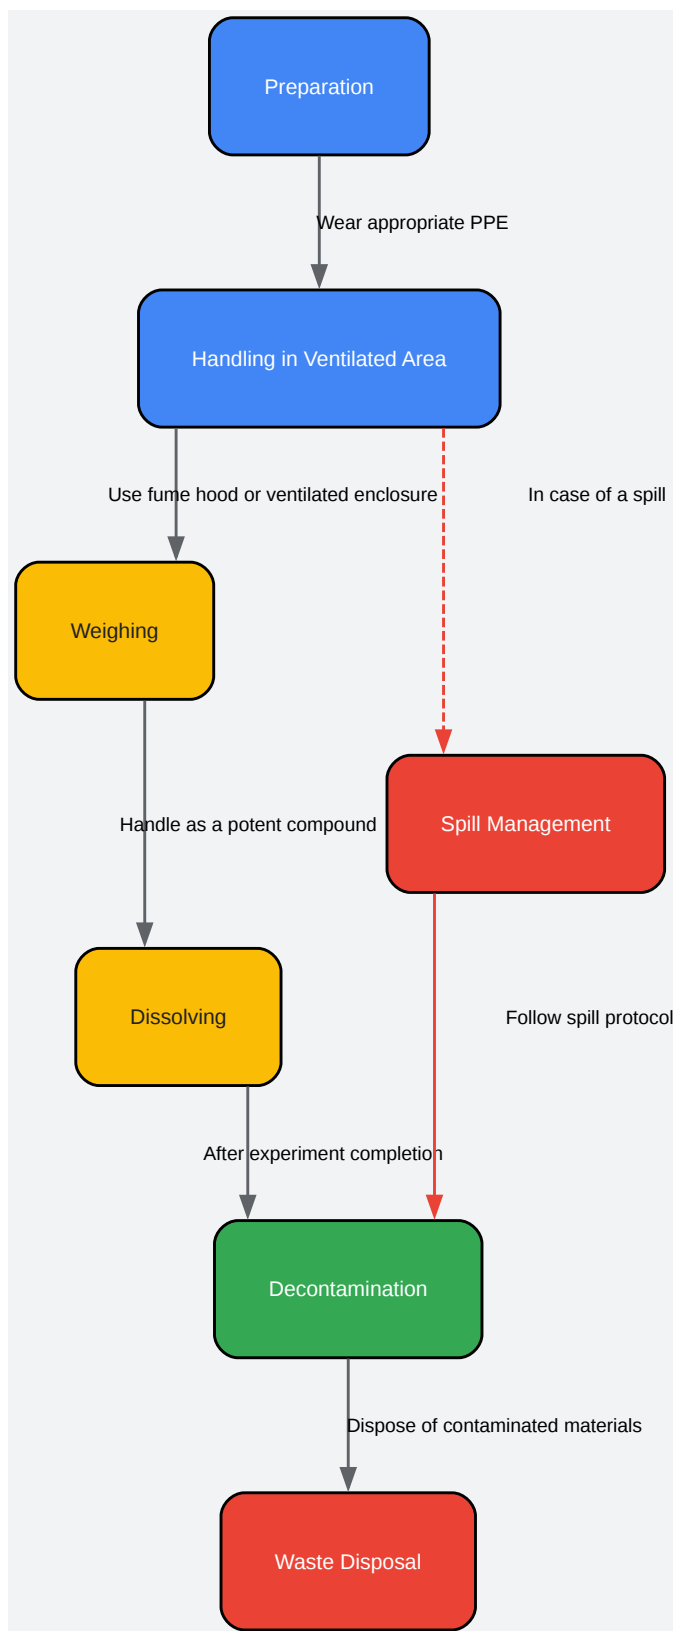 Preparation
Wear appropriate PPE
Handling in Ventilated Area
Use fume hood or ventilated enclosure
In case of a spill
Weighing
Handle as a potent compound
Spill Management
Dissolving
Follow spill protocol
After experiment completion
Decontamination
Dispose of contaminated materials
Waste Disposal